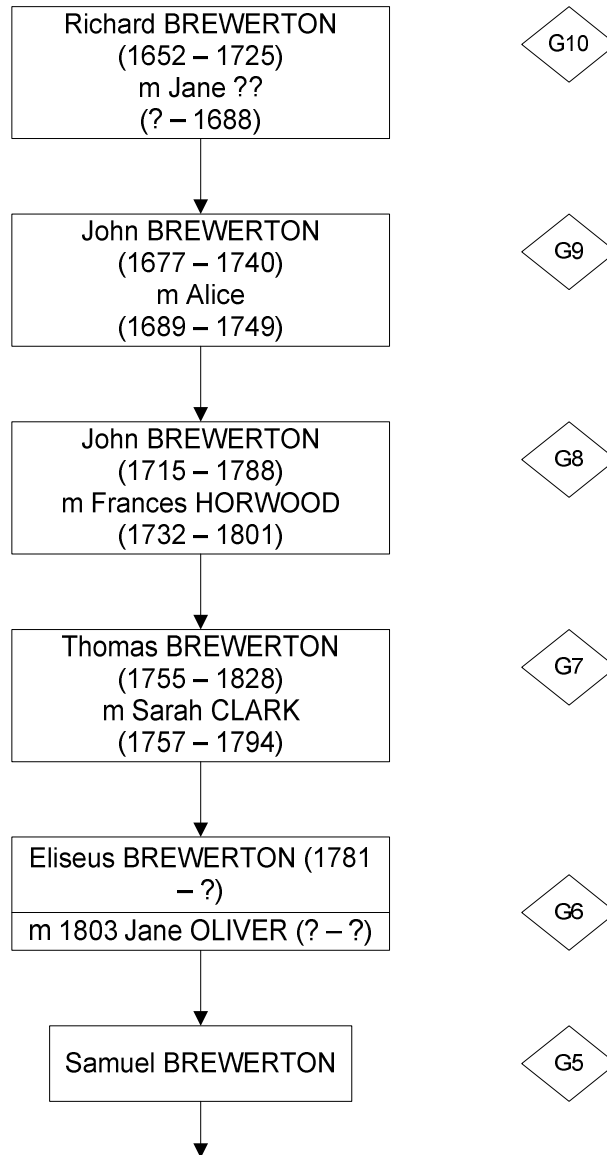 Richard BREWERTON
(1652 – 1725)
m Jane ??
(? – 1688)
G10
John BREWERTON
(1677 – 1740)
m Alice
(1689 – 1749)
G9
John BREWERTON
(1715 – 1788)
m Frances HORWOOD
(1732 – 1801)
G8
Thomas BREWERTON
(1755 – 1828)
m Sarah CLARK
(1757 – 1794)
G7
Eliseus BREWERTON (1781
– ?)
m 1803 Jane OLIVER (? – ?)
G6
Samuel BREWERTON
G5